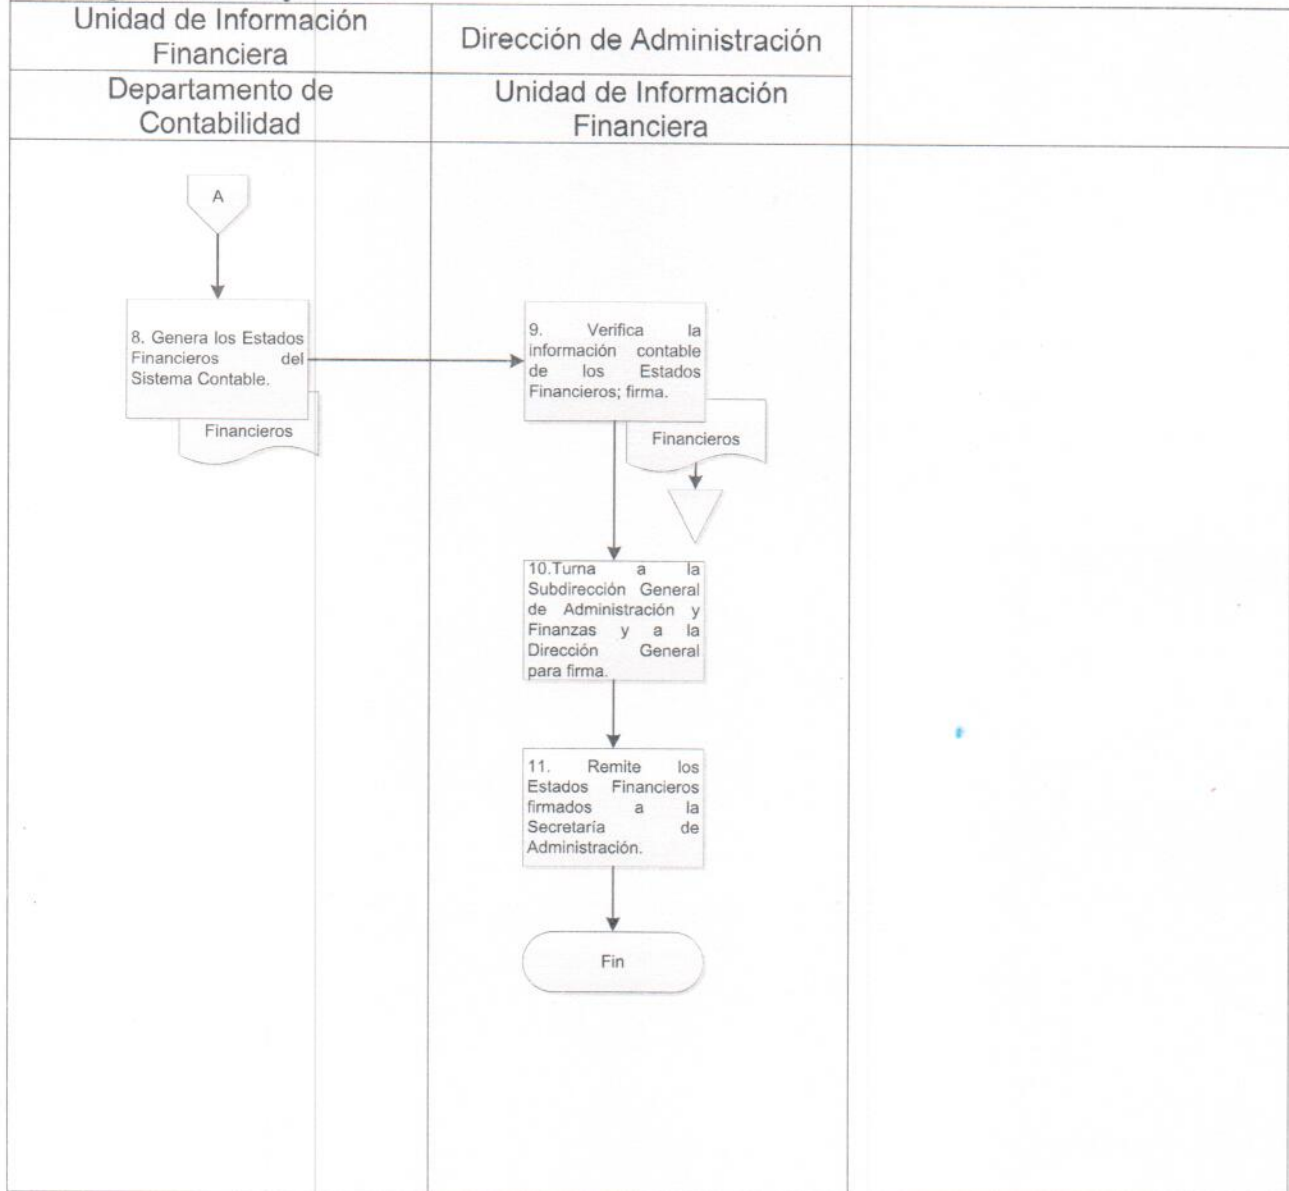 Unidad de Información
Financiera
Dirección de Administración
Departamento de
Contabilidad
Unidad de Información
Financiera
A
8. Genera los Estados
Financieros del
Sistema Contable.
Financieros
9. Verifica la
información contable
de los Estados
Financieros; firma.
Financieros
10.Turna a la
Subdirección General
de Administración y
Finanzas y a la
Dirección General
para firma.
11. Remite los
Estados Financieros
firmados a la
Secretaría de
Administración.
Fin